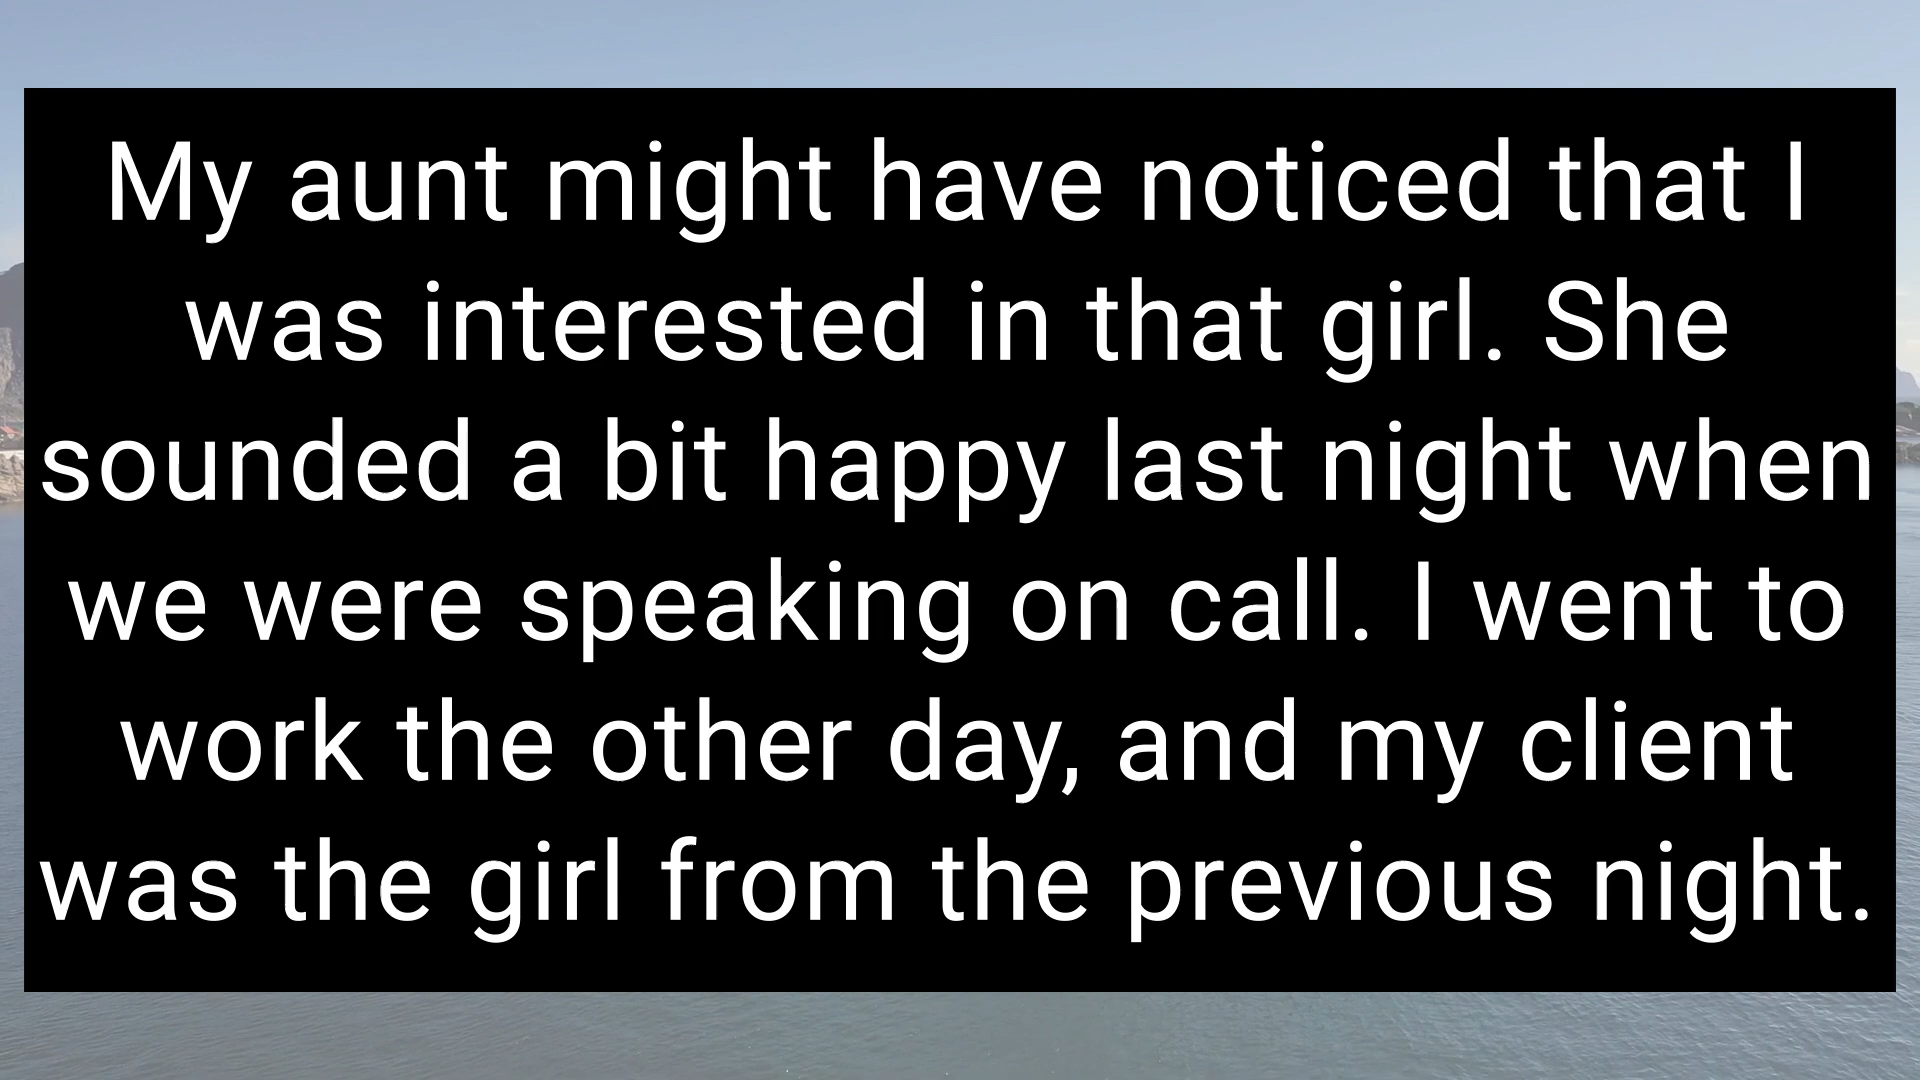 My aunt might have noticed that I
was interested in that girl. She
sounded a bit happy last night when
we were speaking on call. I went to
work the other day, and my client
was the girl from the previous night.